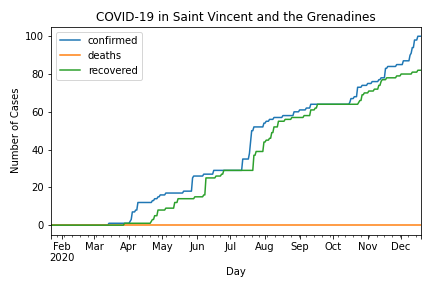 COVID-19 in Saint Vincent and the Grenadines
confirmed
deaths
recovered
Number of Cases
100
80
60
40
20
0
Feb Mar Apr May Jun Jul Aug Sep Oct Nov Dec
2020
Day